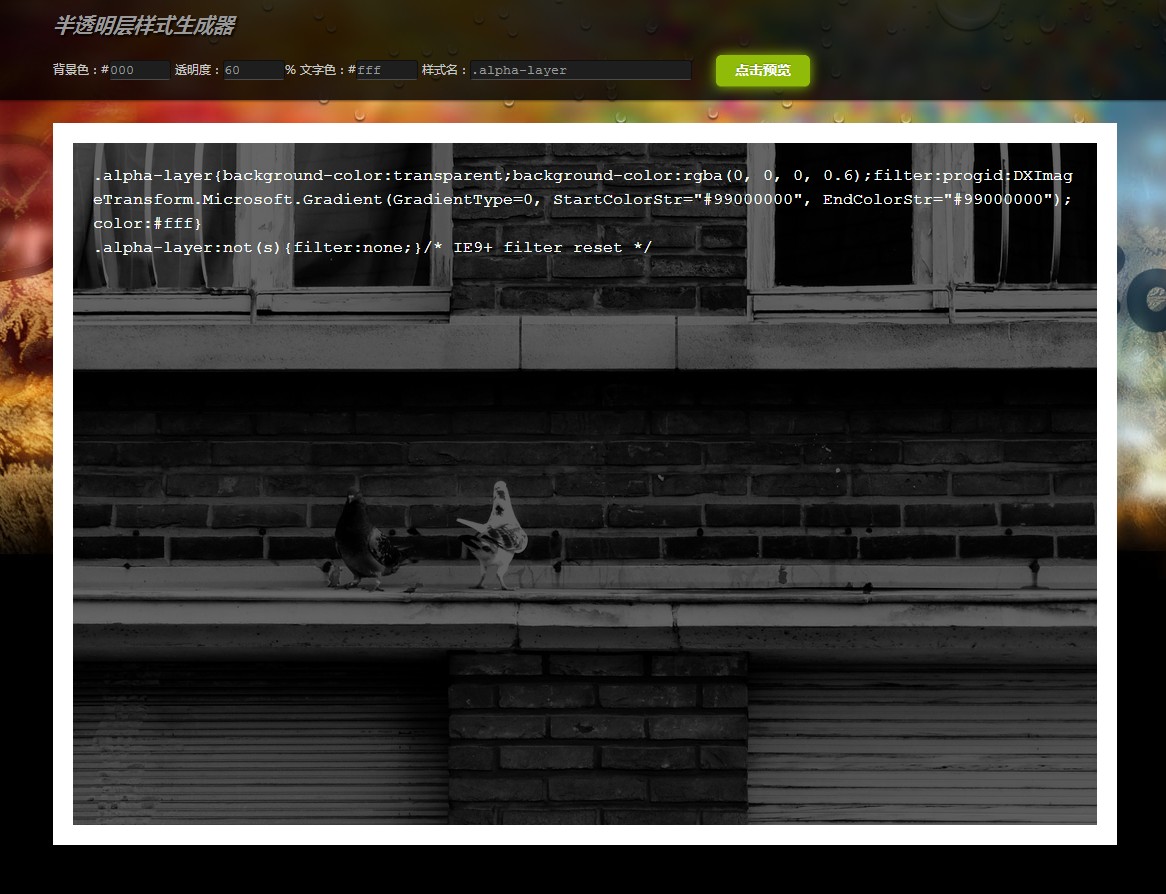 半透明层样式生成器
背景色：#000 透明度：60% 文字色：#fff 样式名：.alpha-layer 点击预览
.alpha-layer{background-color:transparent;background-color:rgba(0, 0, 0, 0.6);filter:progid:DXImag
eTransform.Microsoft.Gradient(GradientType=0, StartColorStr="#99000000", EndColorStr="#99000000");
color:#fff}
.alpha-layer:not(s){filter:none;}/* IE9+ filter reset */